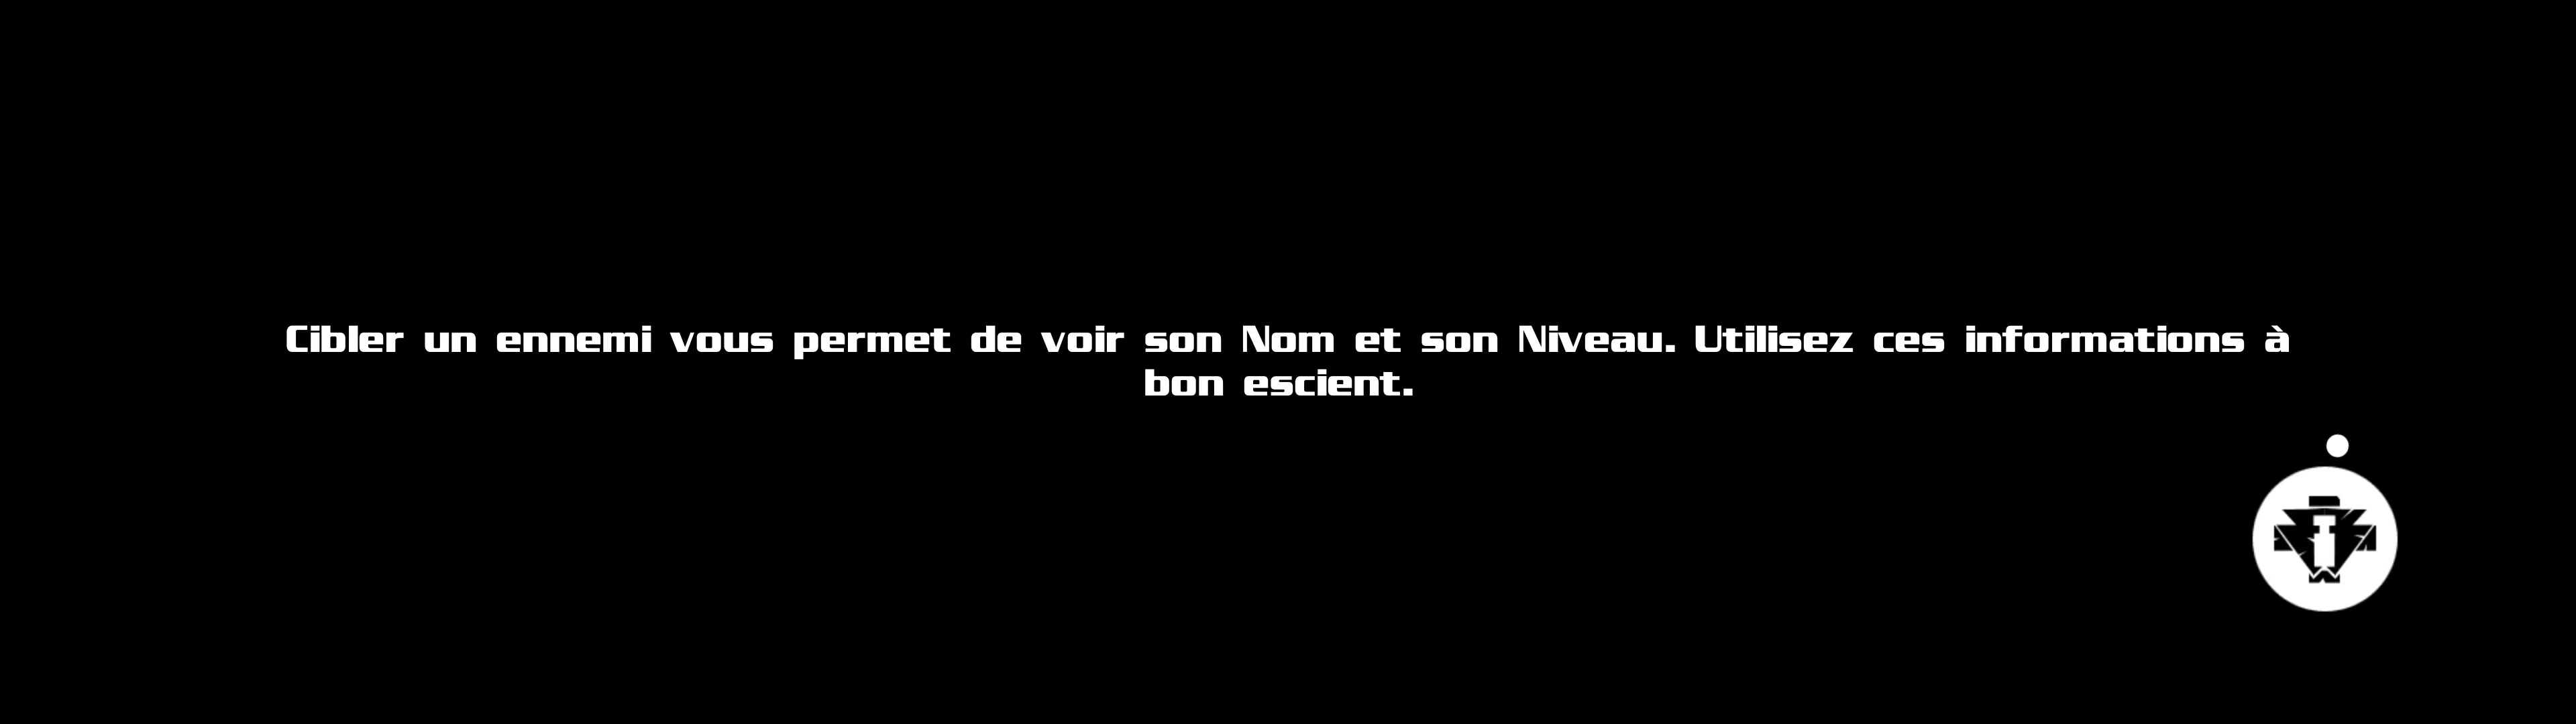 Cibler un ennemi vous permet de voir son Nom et son Niveau. Utilisez ces informations à
bon escient.